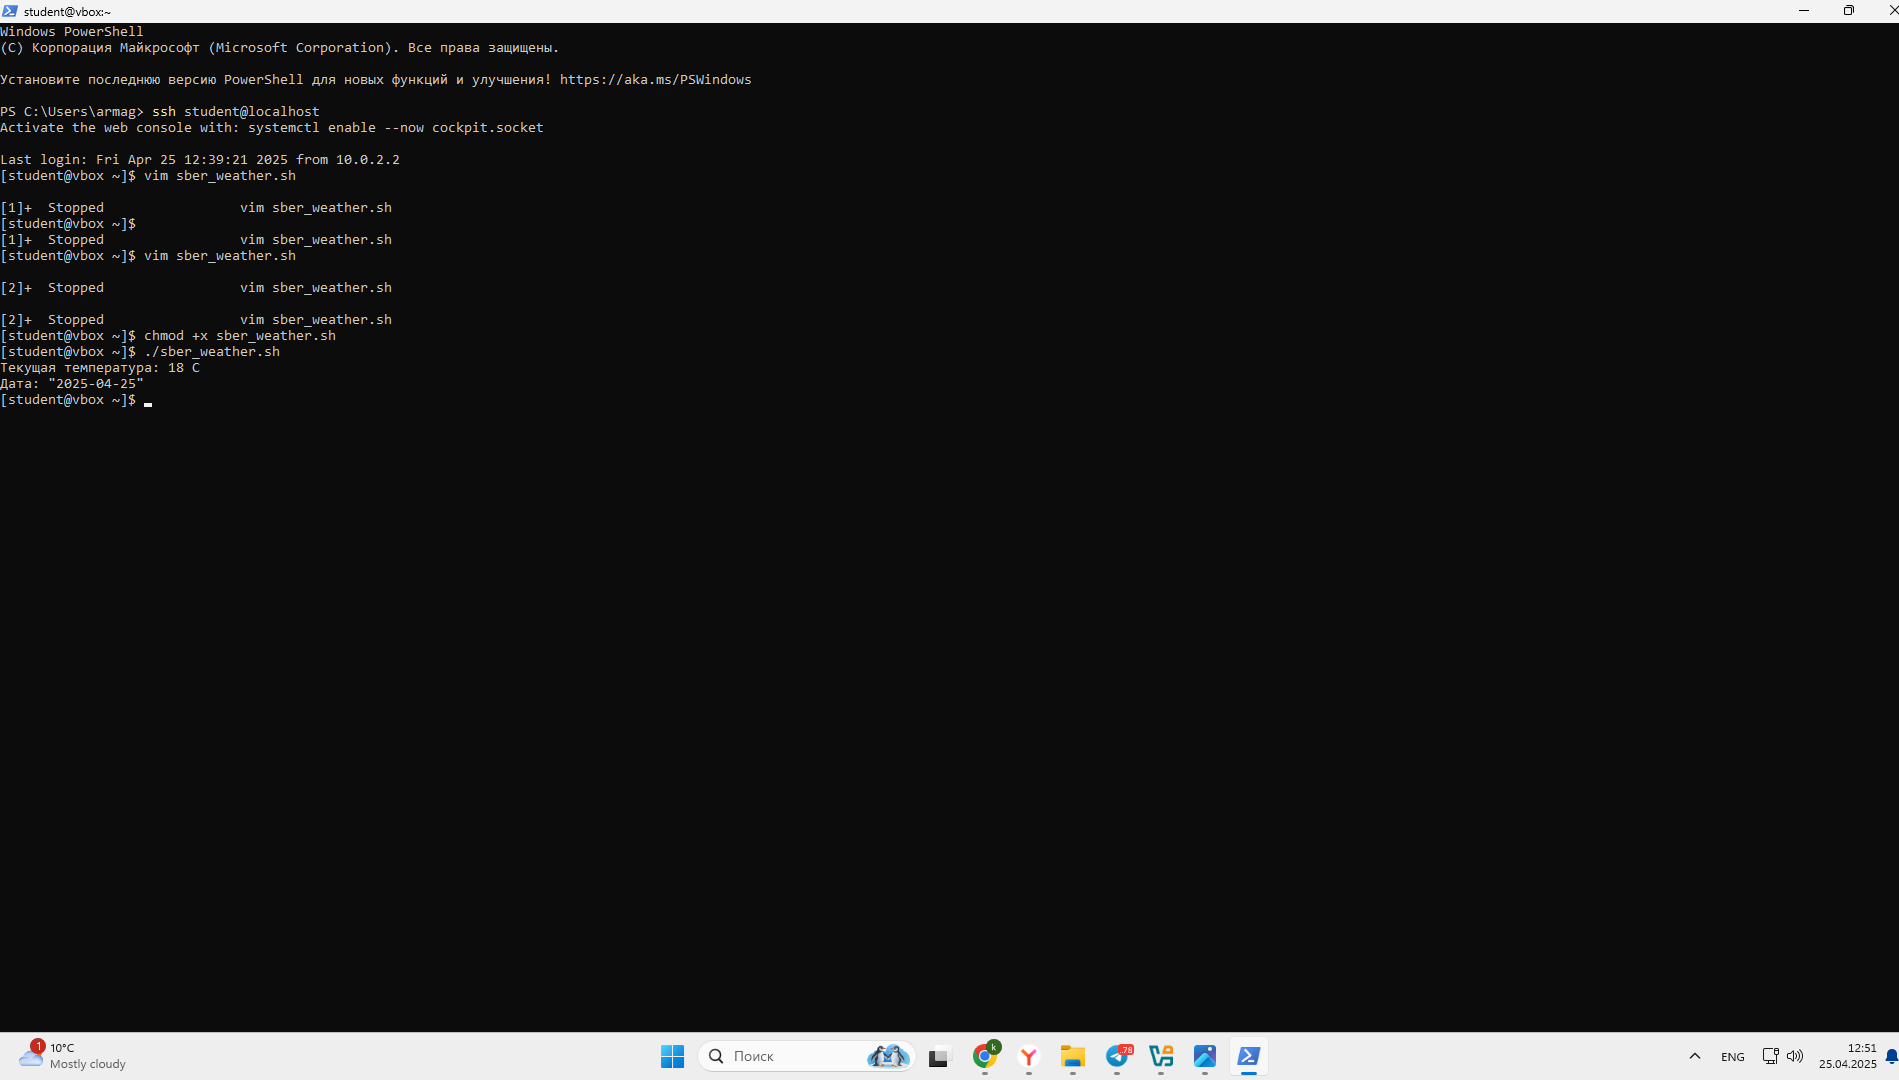 student@vbox:~
Windows PowerShell
(C) Корпорация Майкрософт (Microsoft Corporation). Все права защищены.
Установите последнюю версию PowerShell для новых функций и улучшения! https://aka.ms/PSWindows
PS C:\Users\armag> ssh student@localhost
Activate the web console with: systemctl enable --now cockpit.socket
Last login: Fri Apr 25 12:39:21 2025 from 10.0.2.2
[student@vbox ~]$ vim sber_weather.sh
[1]+  Stopped                 vim sber_weather.sh
[student@vbox ~]$
[1]+  Stopped                 vim sber_weather.sh
[student@vbox ~]$ vim sber_weather.sh
[2]+  Stopped                 vim sber_weather.sh
[2]+  Stopped                 vim sber_weather.sh
[student@vbox ~]$ chmod +x sber_weather.sh
[student@vbox ~]$ ./sber_weather.sh
Текущая температура: 18 C
Дата: "2025-04-25"
[student@vbox ~]$
1
10°C
Mostly cloudy
Поиск
k
78
ENG
12:51
25.04.2025